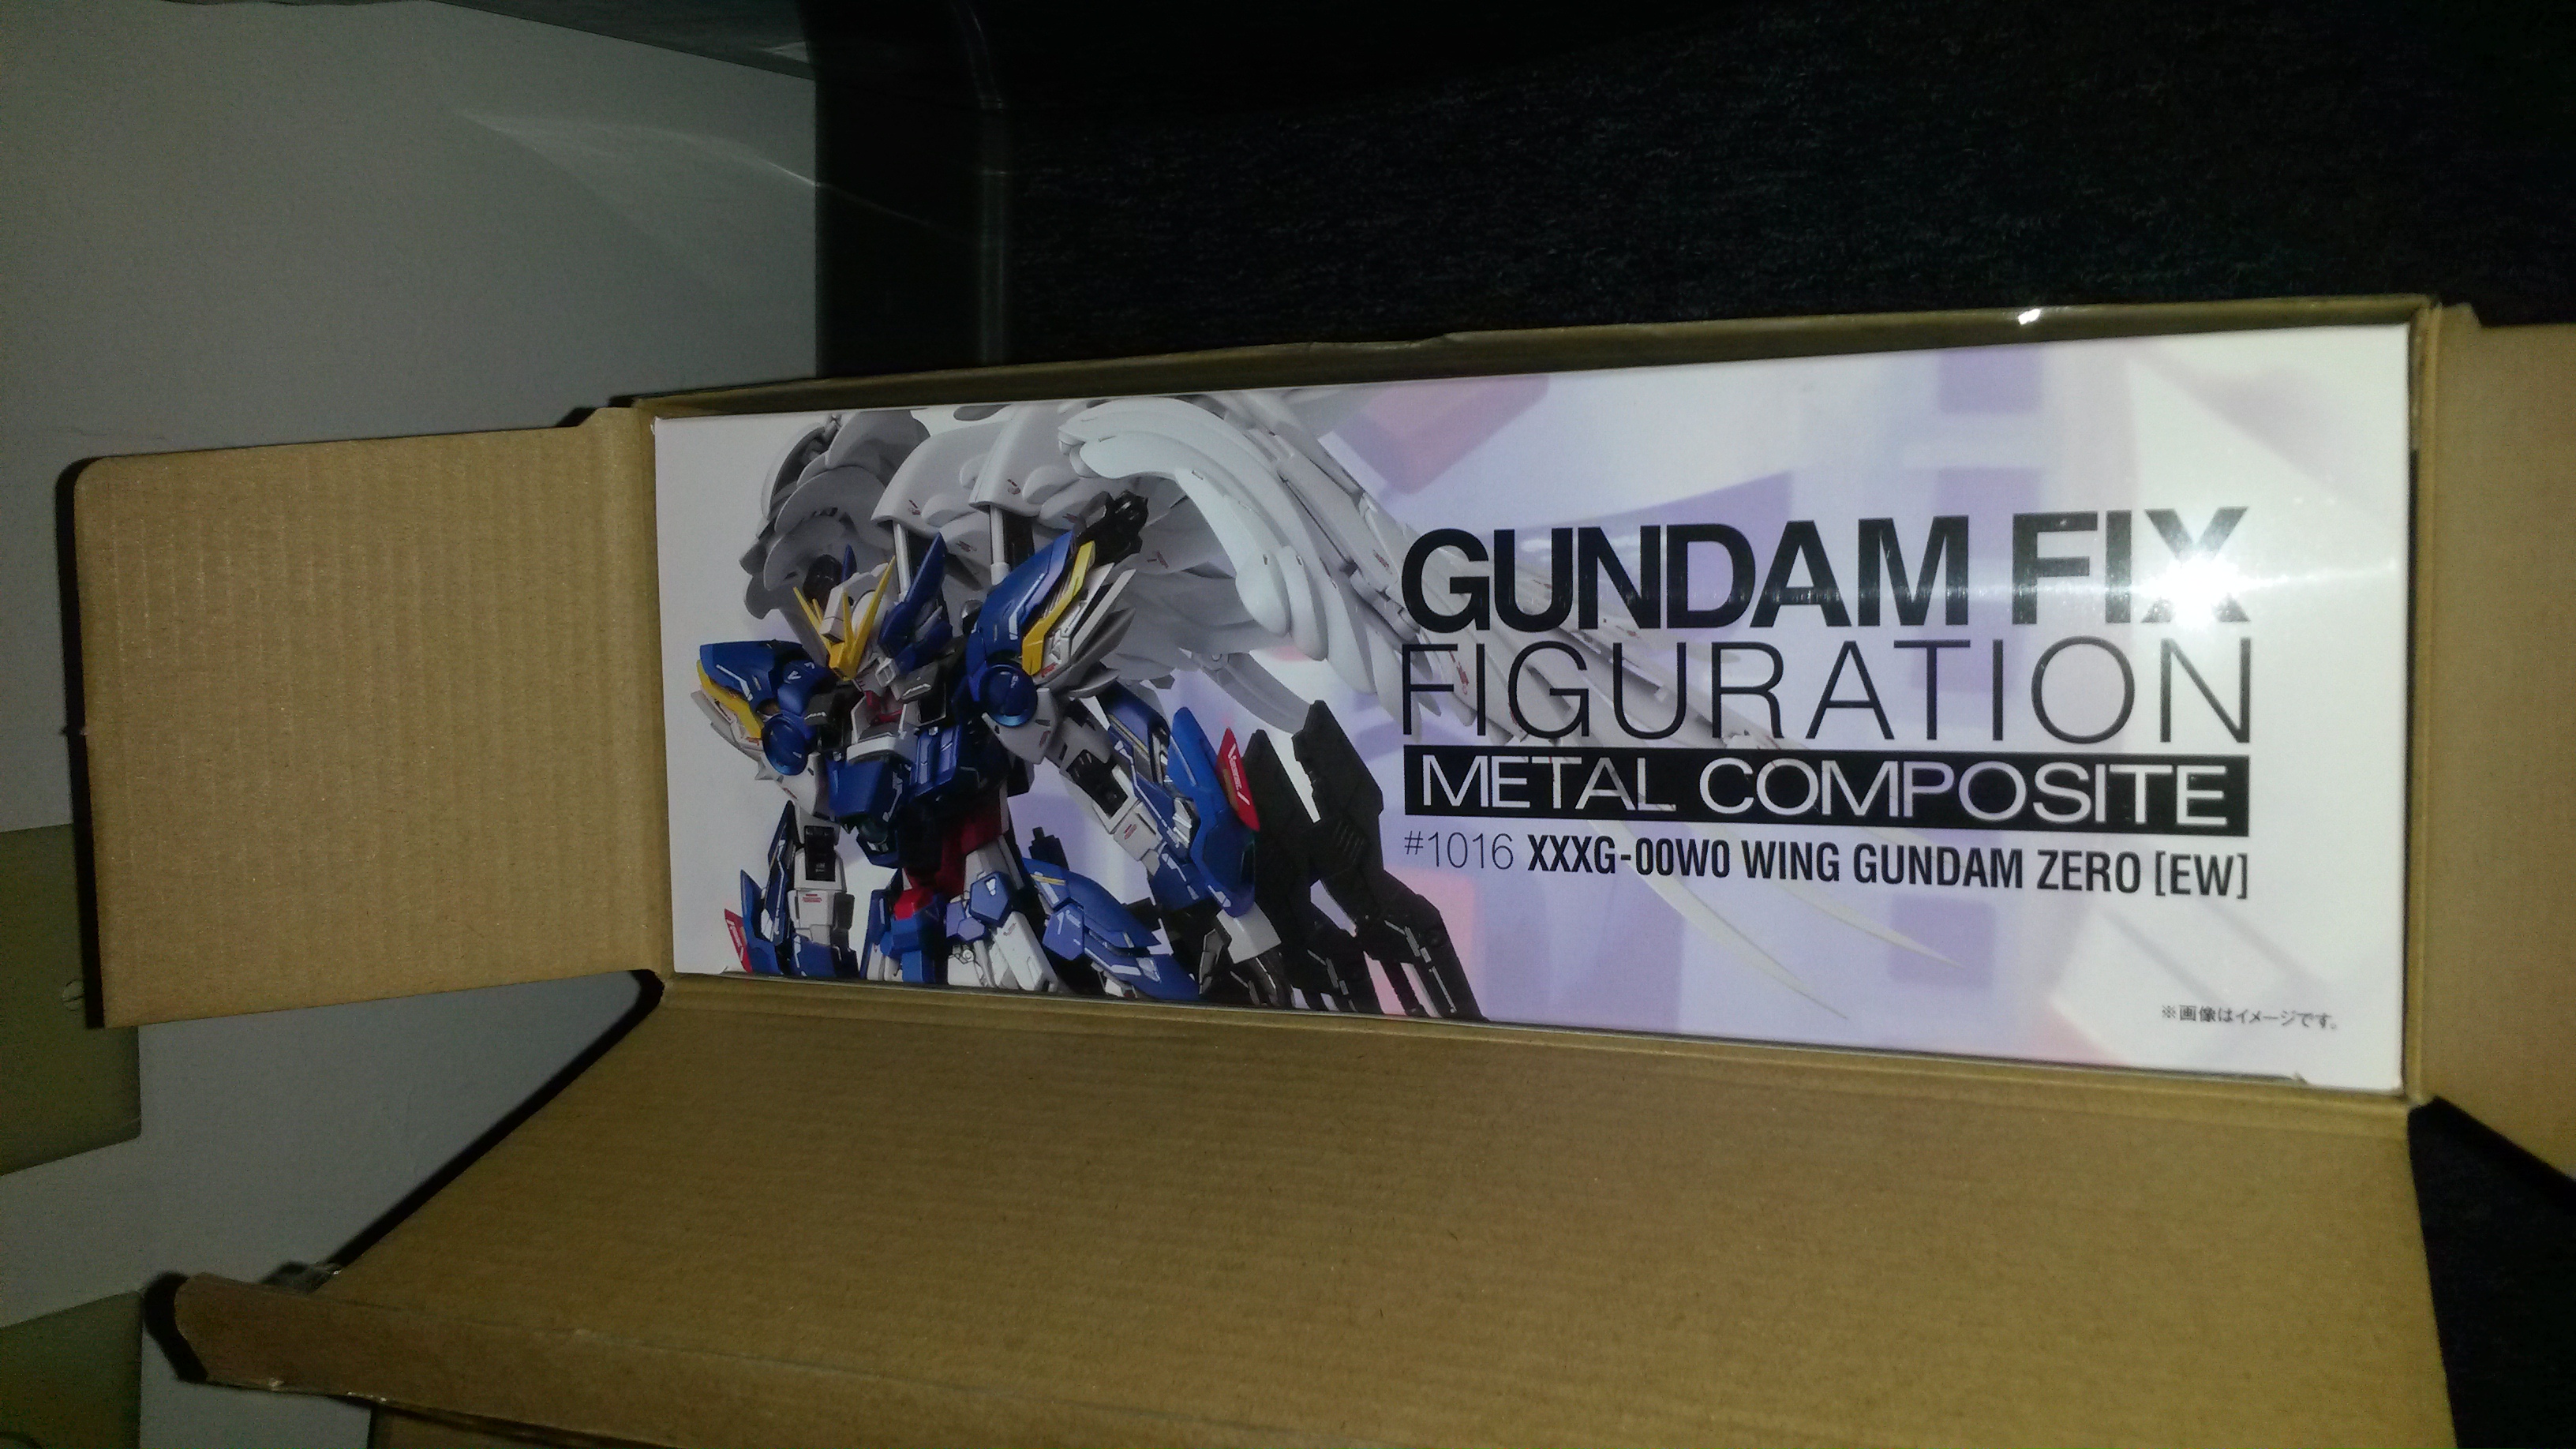 GUNDAM FIX
FIGURATION
METAL COMPOSITE
#1016 XXXG-00W0 WING GUNDAM ZERO [EW]
※画像はイメージです。